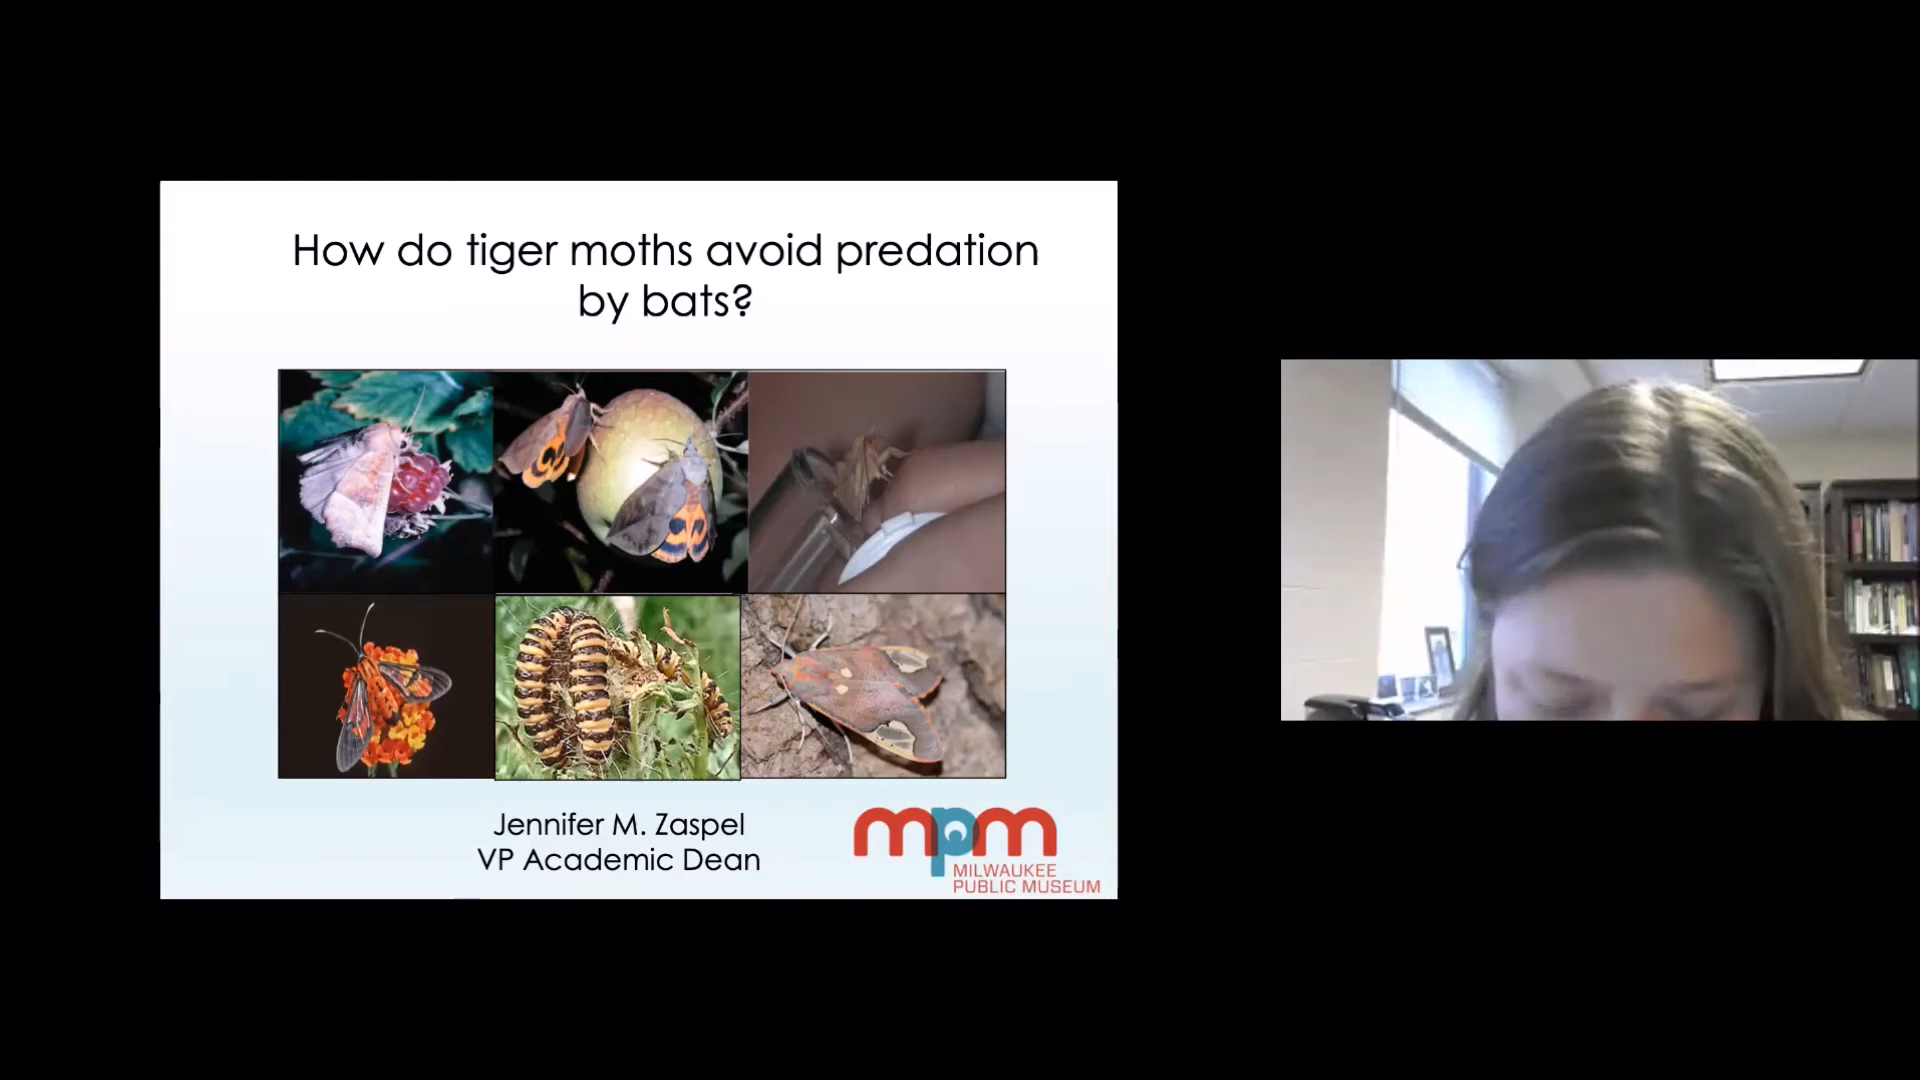 How do tiger moths avoid predation
by bats?
Jennifer M. Zaspel
VP Academic Dean
mpm
MILWAUKEE
PUBLIC MUSEUM